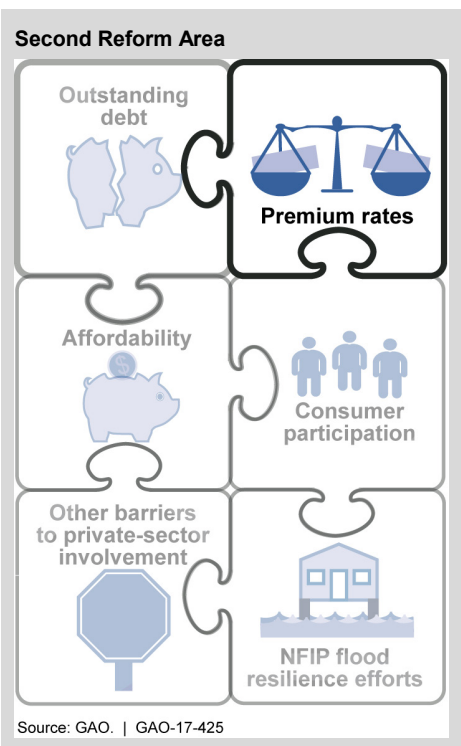 Second Reform Area
Outstanding
debt
Premium rates
Affordability
$
Consumer
participation
Other barriers
to private-sector
involvement
NFIP flood
resilience efforts
Source: GAO. | GAO-17-425